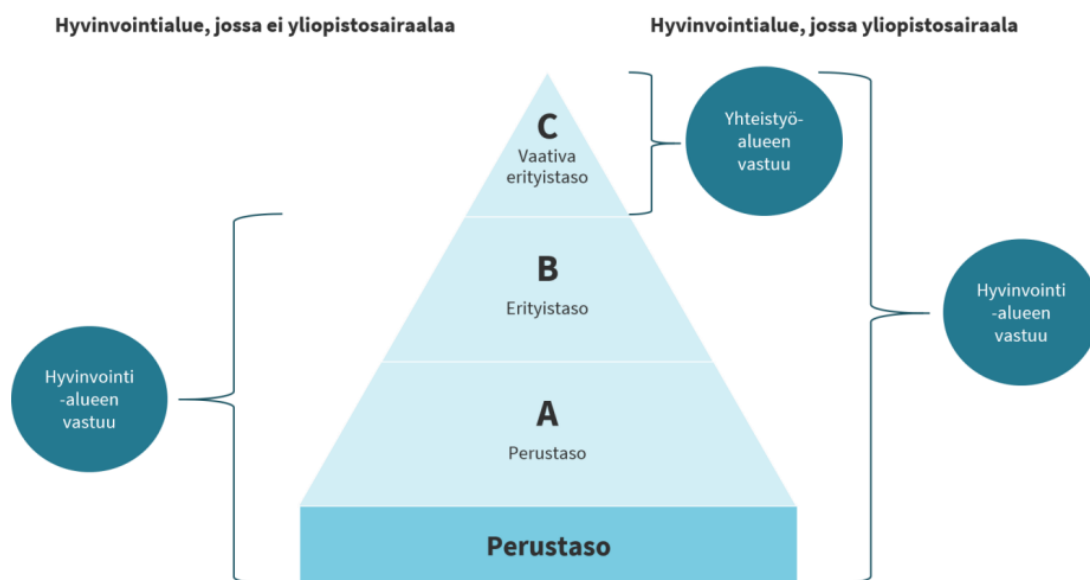 Hyvinvointialue, jossa ei yliopistosairaalaa
Hyvinvointialue, jossa yliopistosairaala
C
Vaativa
erityistaso
Yhteistyö-
alueen
vastuu
B
Erityistaso
Hyvinvointi
-alueen
vastuu
Hyvinvointi
-alueen
vastuu
A
Perustaso
Perustaso